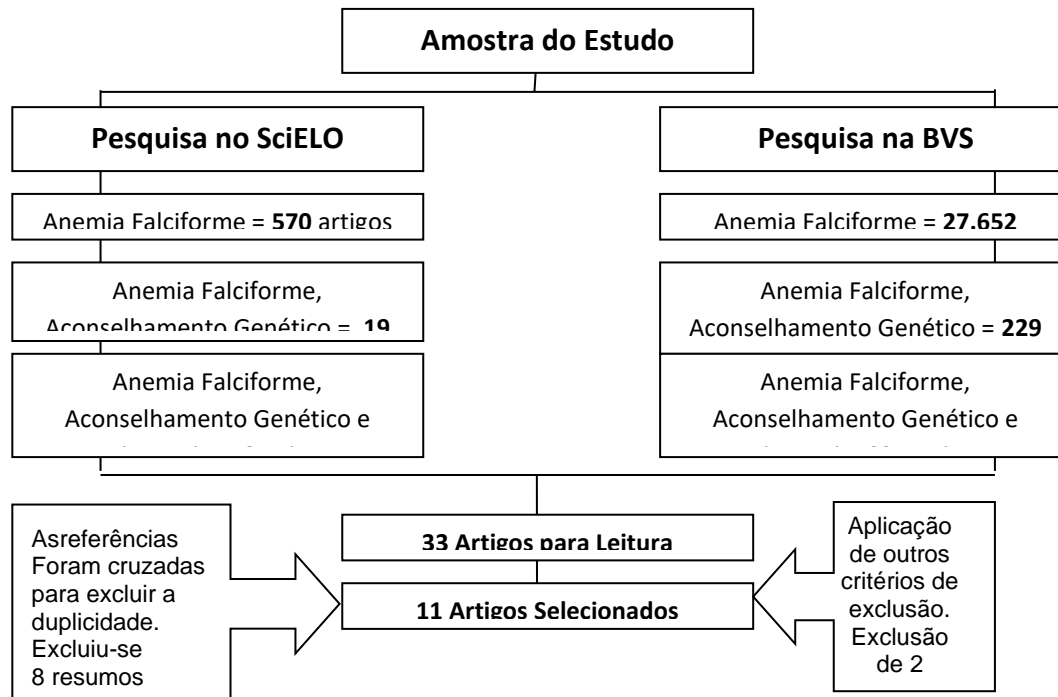 Amostra do Estudo
Pesquisa no SciELO
Anemia Falciforme = 570 artigos
Anemia Falciforme,
Aconselhamento Genético = 19
Anemia Falciforme,
Aconselhamento Genético e
Pesquisa na BVS
Anemia Falciforme = 27.652
Anemia Falciforme,
Aconselhamento Genético = 229
Anemia Falciforme,
Aconselhamento Genético e
33 Artigos para Leitura
11 Artigos Selecionados
Asreferências
Foram cruzadas
para excluir a
duplicidade.
Excluiu-se
8 resumos
Aplicação
de outros
critérios de
exclusão.
Exclusão
de 2